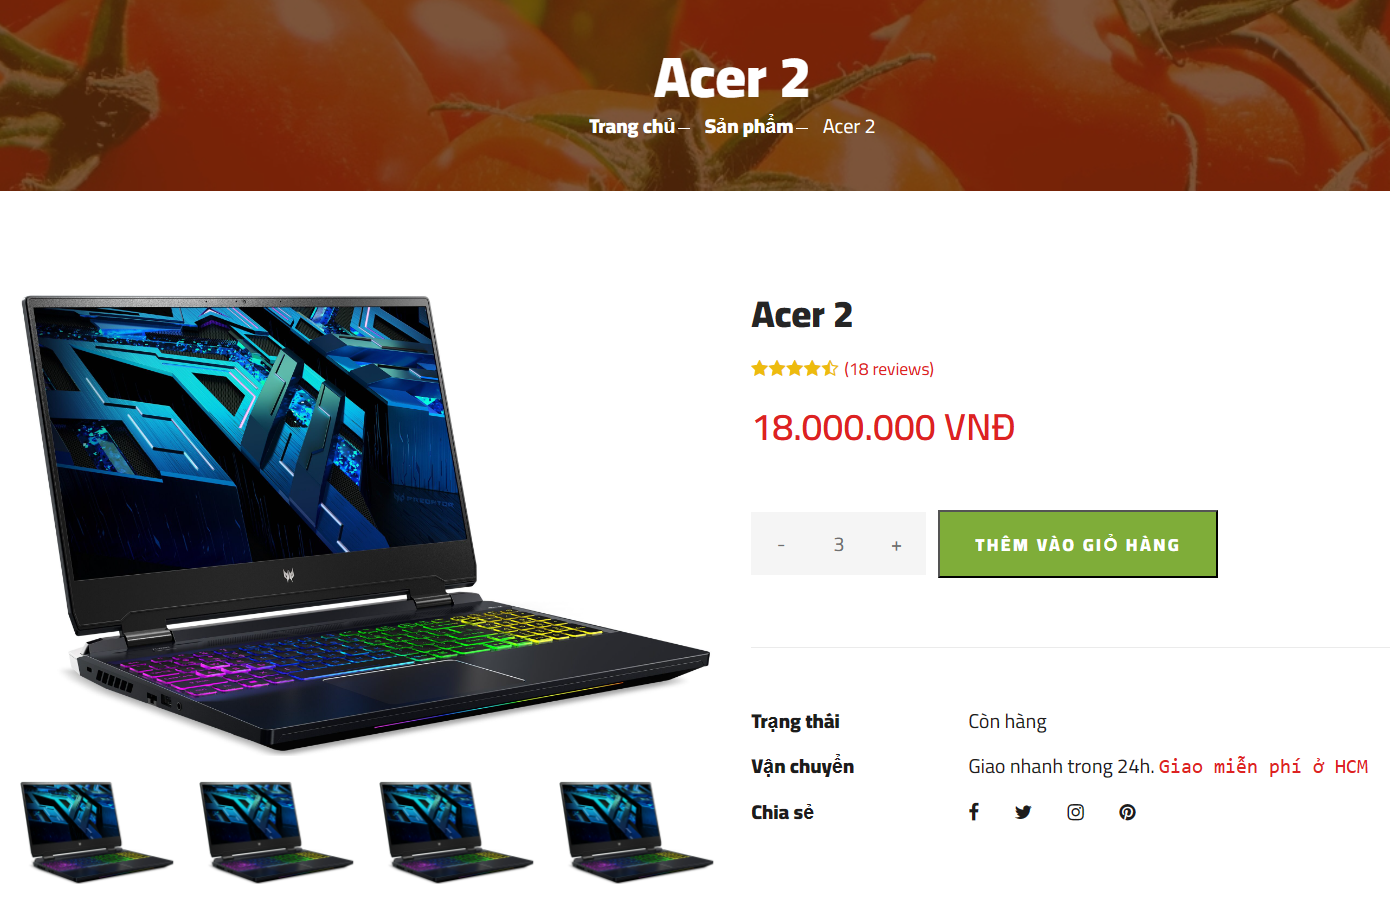 Acer 2
Trang chủ – Sản phẩm – Acer 2
Acer 2
(18 reviews)
18.000.000 VNĐ
- 3 + THÊM VÀO GIỎ HÀNG
Trạng thái Còn hàng
Vận chuyển Giao nhanh trong 24h. Giao miễn phí ở HCM
Chia sẻ
PREDATOR